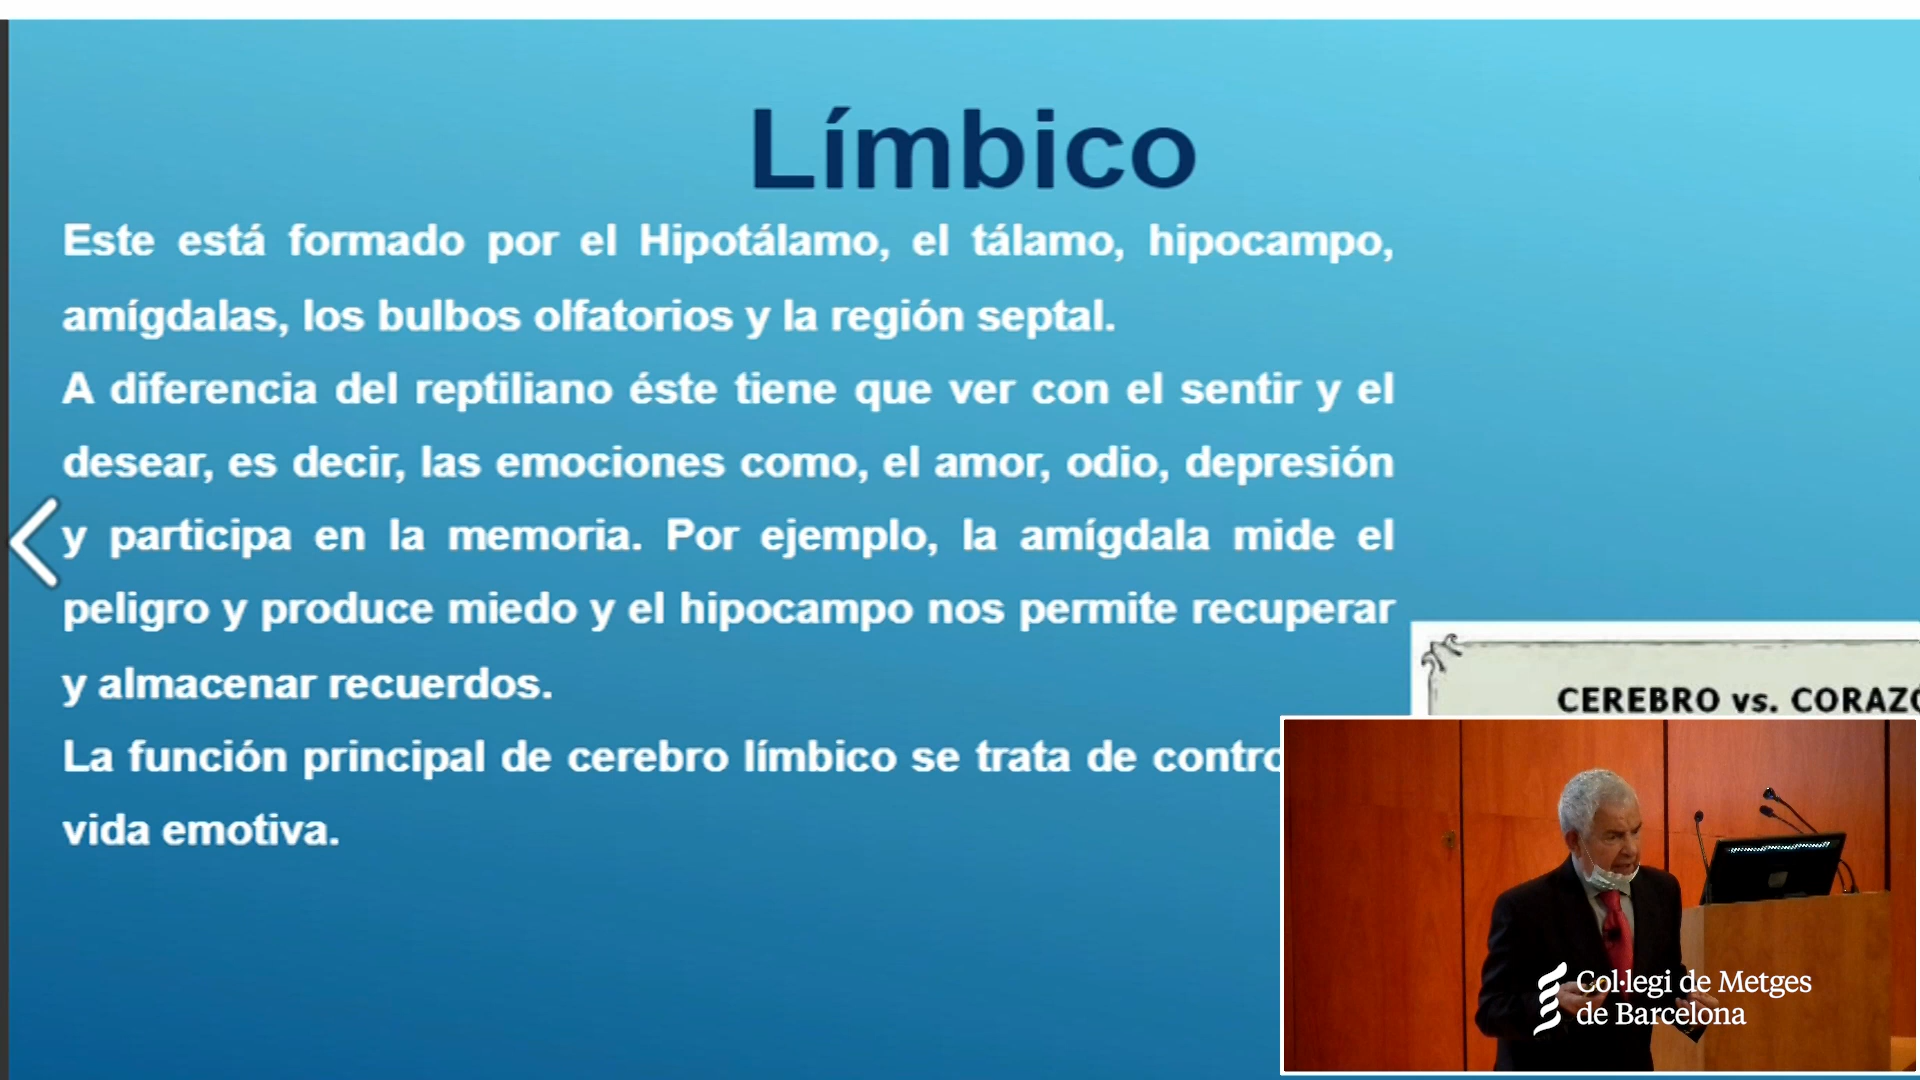 Límbico
Este está formado por el Hipotálamo, el tálamo, hipocampo,
amígdalas, los bulbos olfatorios y la región septal.
A diferencia del reptiliano éste tiene que ver con el sentir y el
desear, es decir, las emociones como, el amor, odio, depresión
y participa en la memoria. Por ejemplo, la amígdala mide el
peligro y produce miedo y el hipocampo nos permite recuperar
y almacenar recuerdos.
La función principal de cerebro límbico se trata de contro
vida emotiva.
CEREBRO vs. CORAZÓ
Col·legi de Metges
de Barcelona